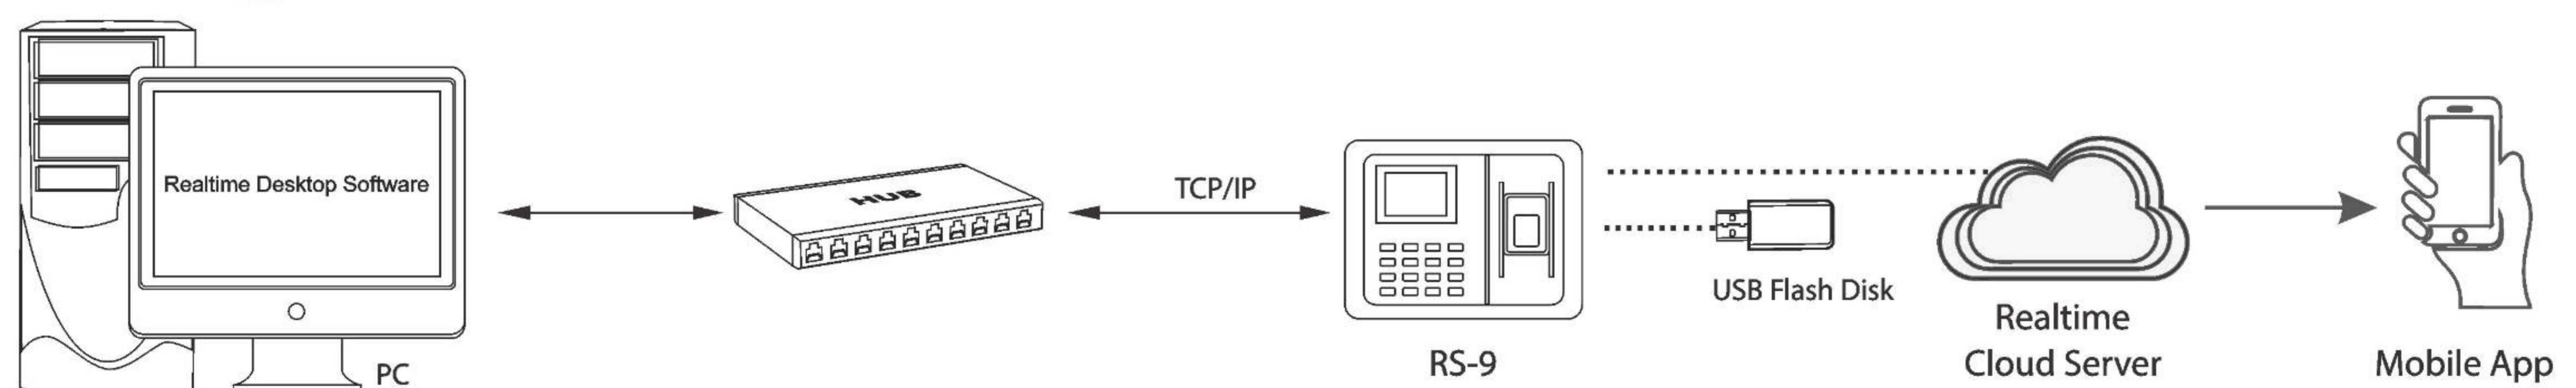 Realtime Desktop Software
PC
HUB
TCP/IP
RS-9
USB Flash Disk
Realtime
Cloud Server
Mobile App